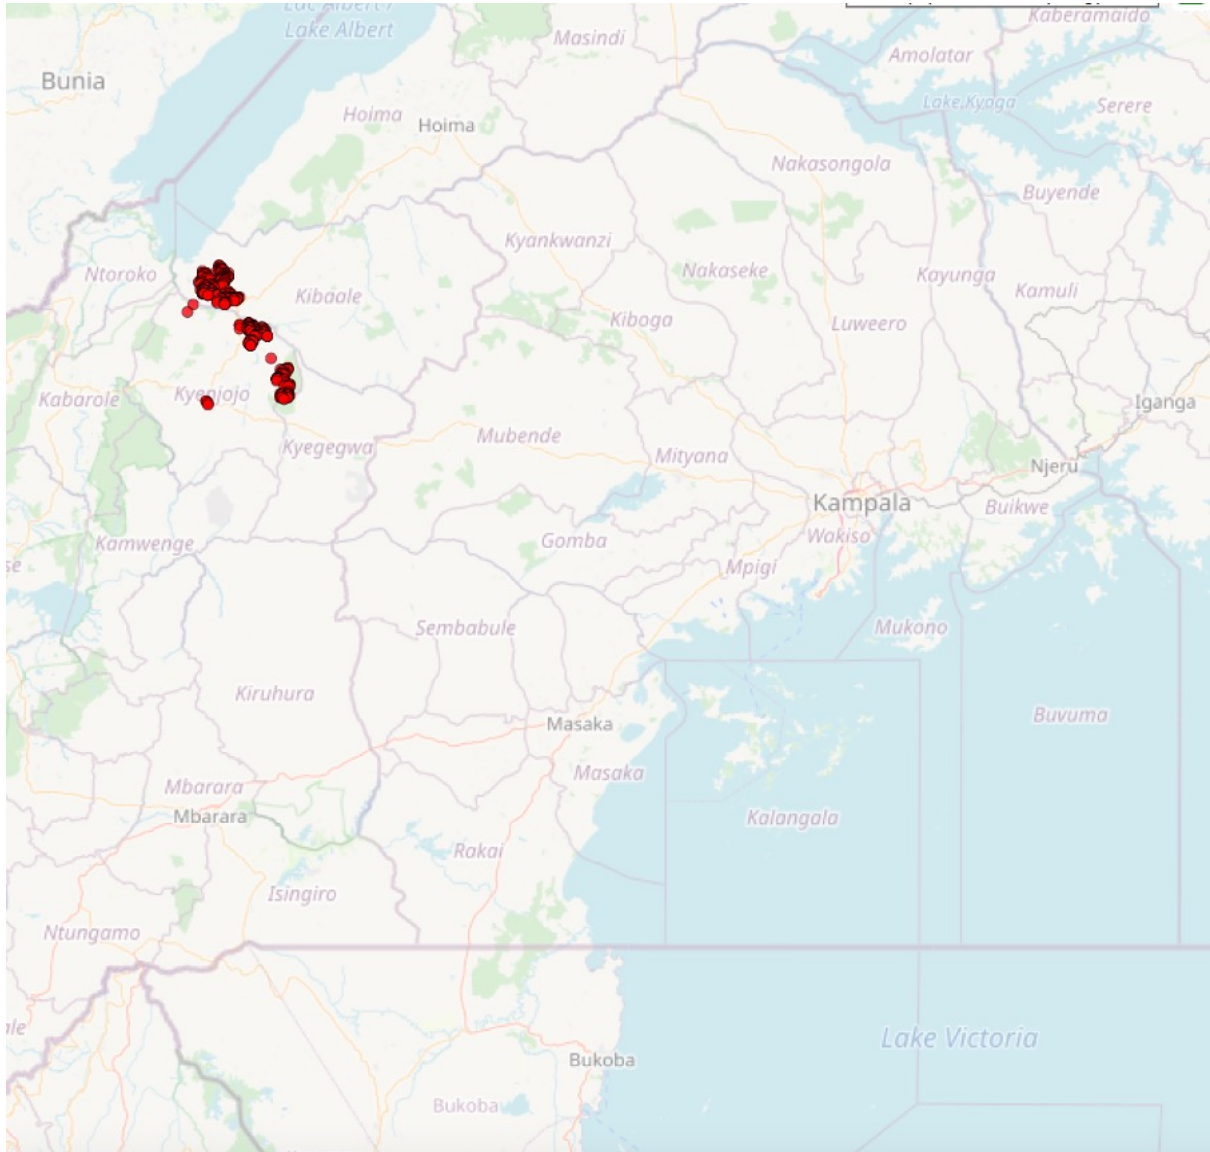 Lac Albert /
Lake Albert
Kaberamaido
Masindi
Amolatar
Bunia
Lake Kyoga
Serere
Hoima
Hoima
Nakasongola
Buyende
Kyankwanzi
Ntoroko
Nakaseke
Kayunga
Kamuli
Kibaale
Kiboga
Luweero
Kabarole
Kyenjojo
Iganga
Mubende
Kyegegwa
Mityana
Njeru
Kampala
Buikwe
Wakiso
Kamwenge
Gomba
Mpigi
Sembabule
Mukono
Kiruhura
Buvuma
Masaka
Masaka
Mbarara
Mbarara
Kalangala
Rakai
Isingiro
Ntungamo
Lake Victoria
Bukoba
Bukoba